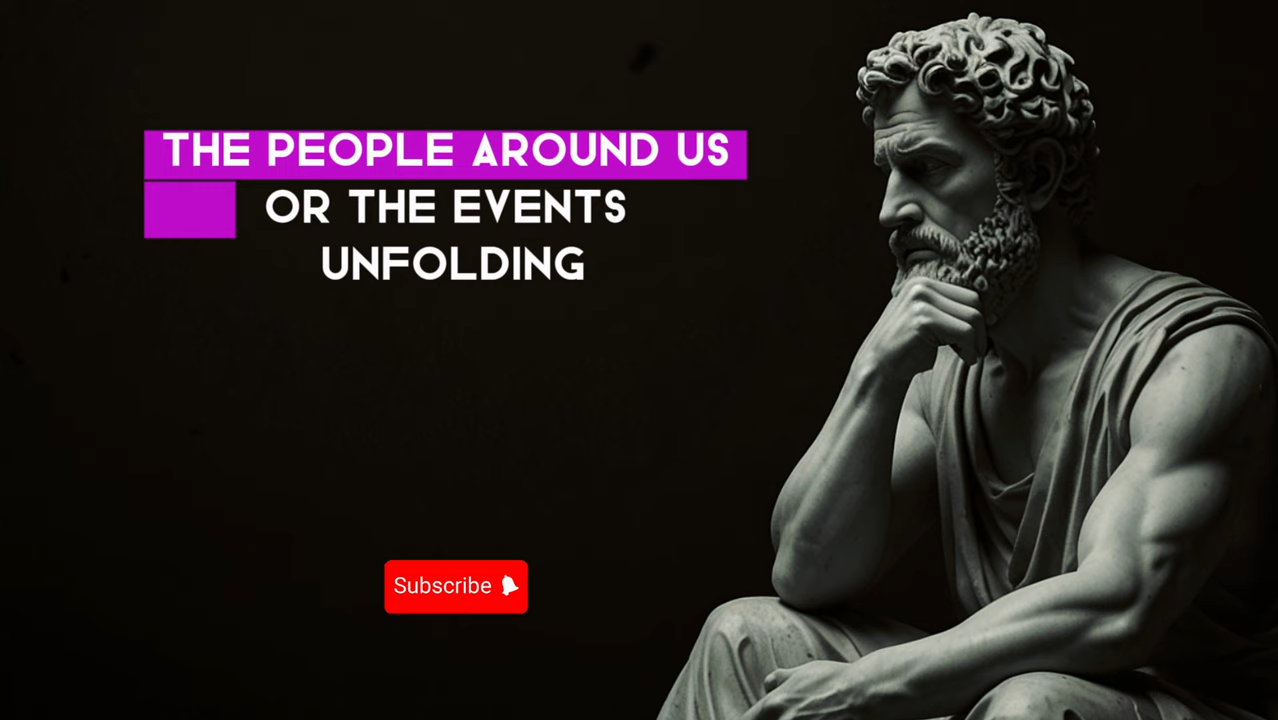 THE PEOPLE AROUND US
OR THE EVENTS
UNFOLDING
Subscribe